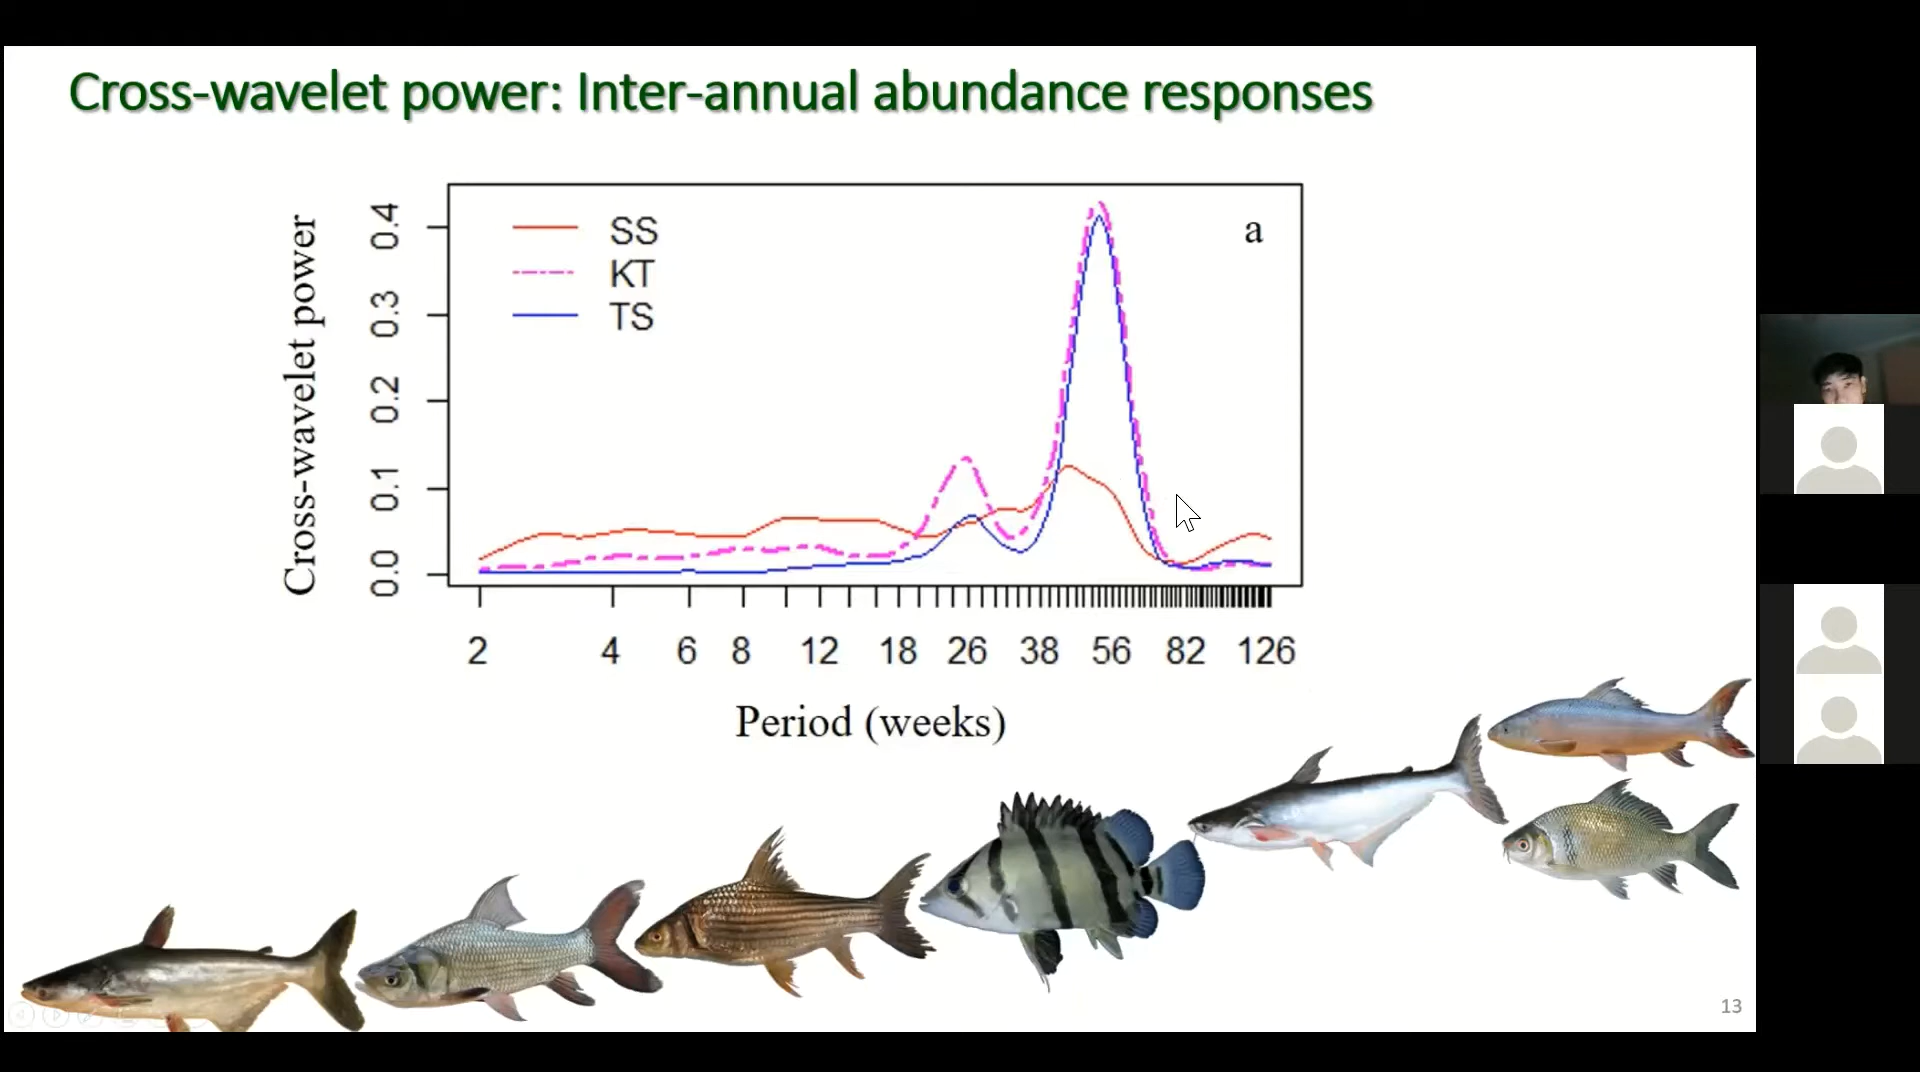 Cross-wavelet power: Inter-annual abundance responses
Cross-wavelet power
0.0 0.1 0.2 0.3 0.4
SS
KT
TS
a
2 4 6 8 12 18 26 38 56 82 126
Period (weeks)
13